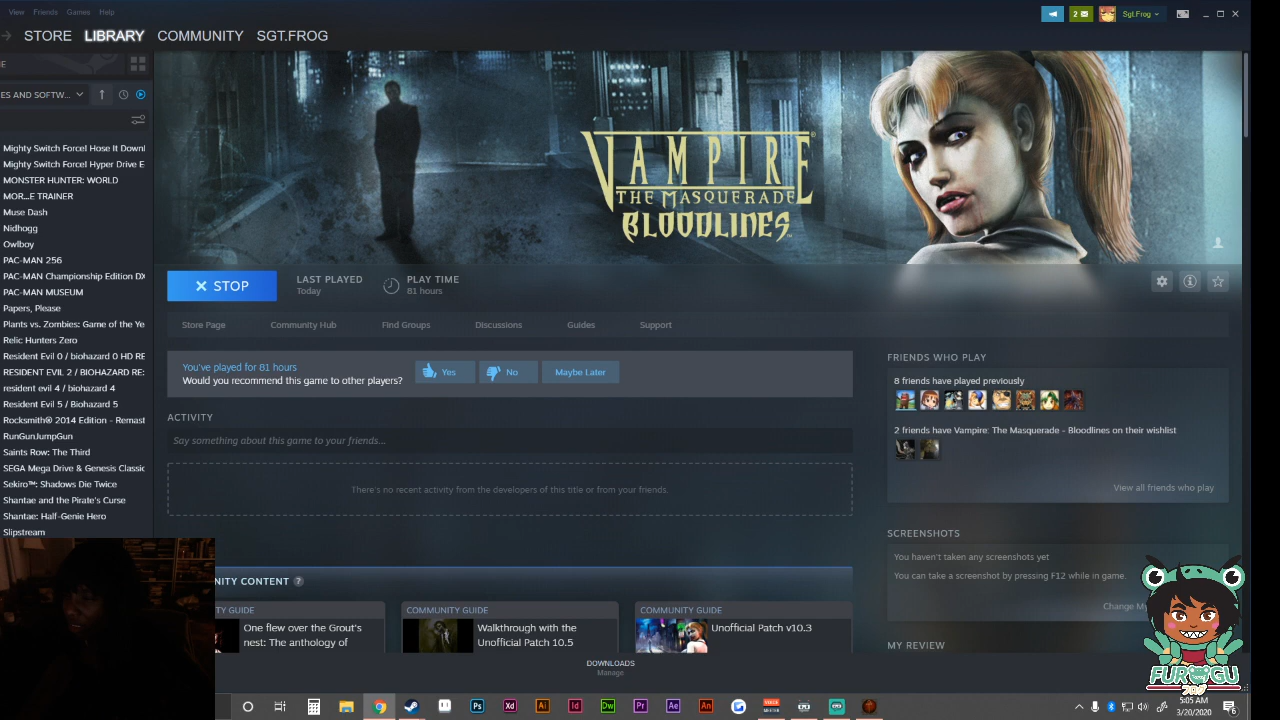 View Friends Games Help
2
Sgt.Frog
STORE LIBRARY COMMUNITY SGT.FROG
E
ES AND SOFTW...
Mighty Switch Force! Hose It Down!
Mighty Switch Force! Hyper Drive E
MONSTER HUNTER: WORLD
MOR...E TRAINER
Muse Dash
Nidhogg
Owlboy
PAC-MAN 256
PAC-MAN Championship Edition DX
PAC-MAN MUSEUM
Papers, Please
Plants vs. Zombies: Game of the Ye
Relic Hunters Zero
Resident Evil 0 / biohazard 0 HD RE
RESIDENT EVIL 2 / BIOHAZARD RE:
resident evil 4 / biohazard 4
Resident Evil 5 / Biohazard 5
Rocksmith® 2014 Edition - Remast
RunGunJumpGun
Saints Row: The Third
SEGA Mega Drive & Genesis Classic
Sekiro™: Shadows Die Twice
Shantae and the Pirate's Curse
Shantae: Half-Genie Hero
Slipstream
VAMPIRE®
THE MASQUERADE
BLOODLINES™
STOP
LAST PLAYED
Today
PLAY TIME
81 hours
Store Page Community Hub Find Groups Discussions Guides Support
You've played for 81 hours
Would you recommend this game to other players?
Yes No Maybe Later
ACTIVITY
Say something about this game to your friends...
There's no recent activity from the developers of this title or from your friends.
NITY CONTENT ?
TY GUIDE
One flew over the Grout's
nest: The anthology of
COMMUNITY GUIDE
Walkthrough with the
Unofficial Patch 10.5
COMMUNITY GUIDE
Unofficial Patch v10.3
FRIENDS WHO PLAY
8 friends have played previously
2 friends have Vampire: The Masquerade - Bloodlines on their wishlist
View all friends who play
SCREENSHOTS
You haven't taken any screenshots yet
You can take a screenshot by pressing F12 while in game.
Change My
MY REVIEW
FUROGU
DOWNLOADS
Manage
Ps Xd Ai Id Dw Pr Ae An
5:05 AM
3/20/2020